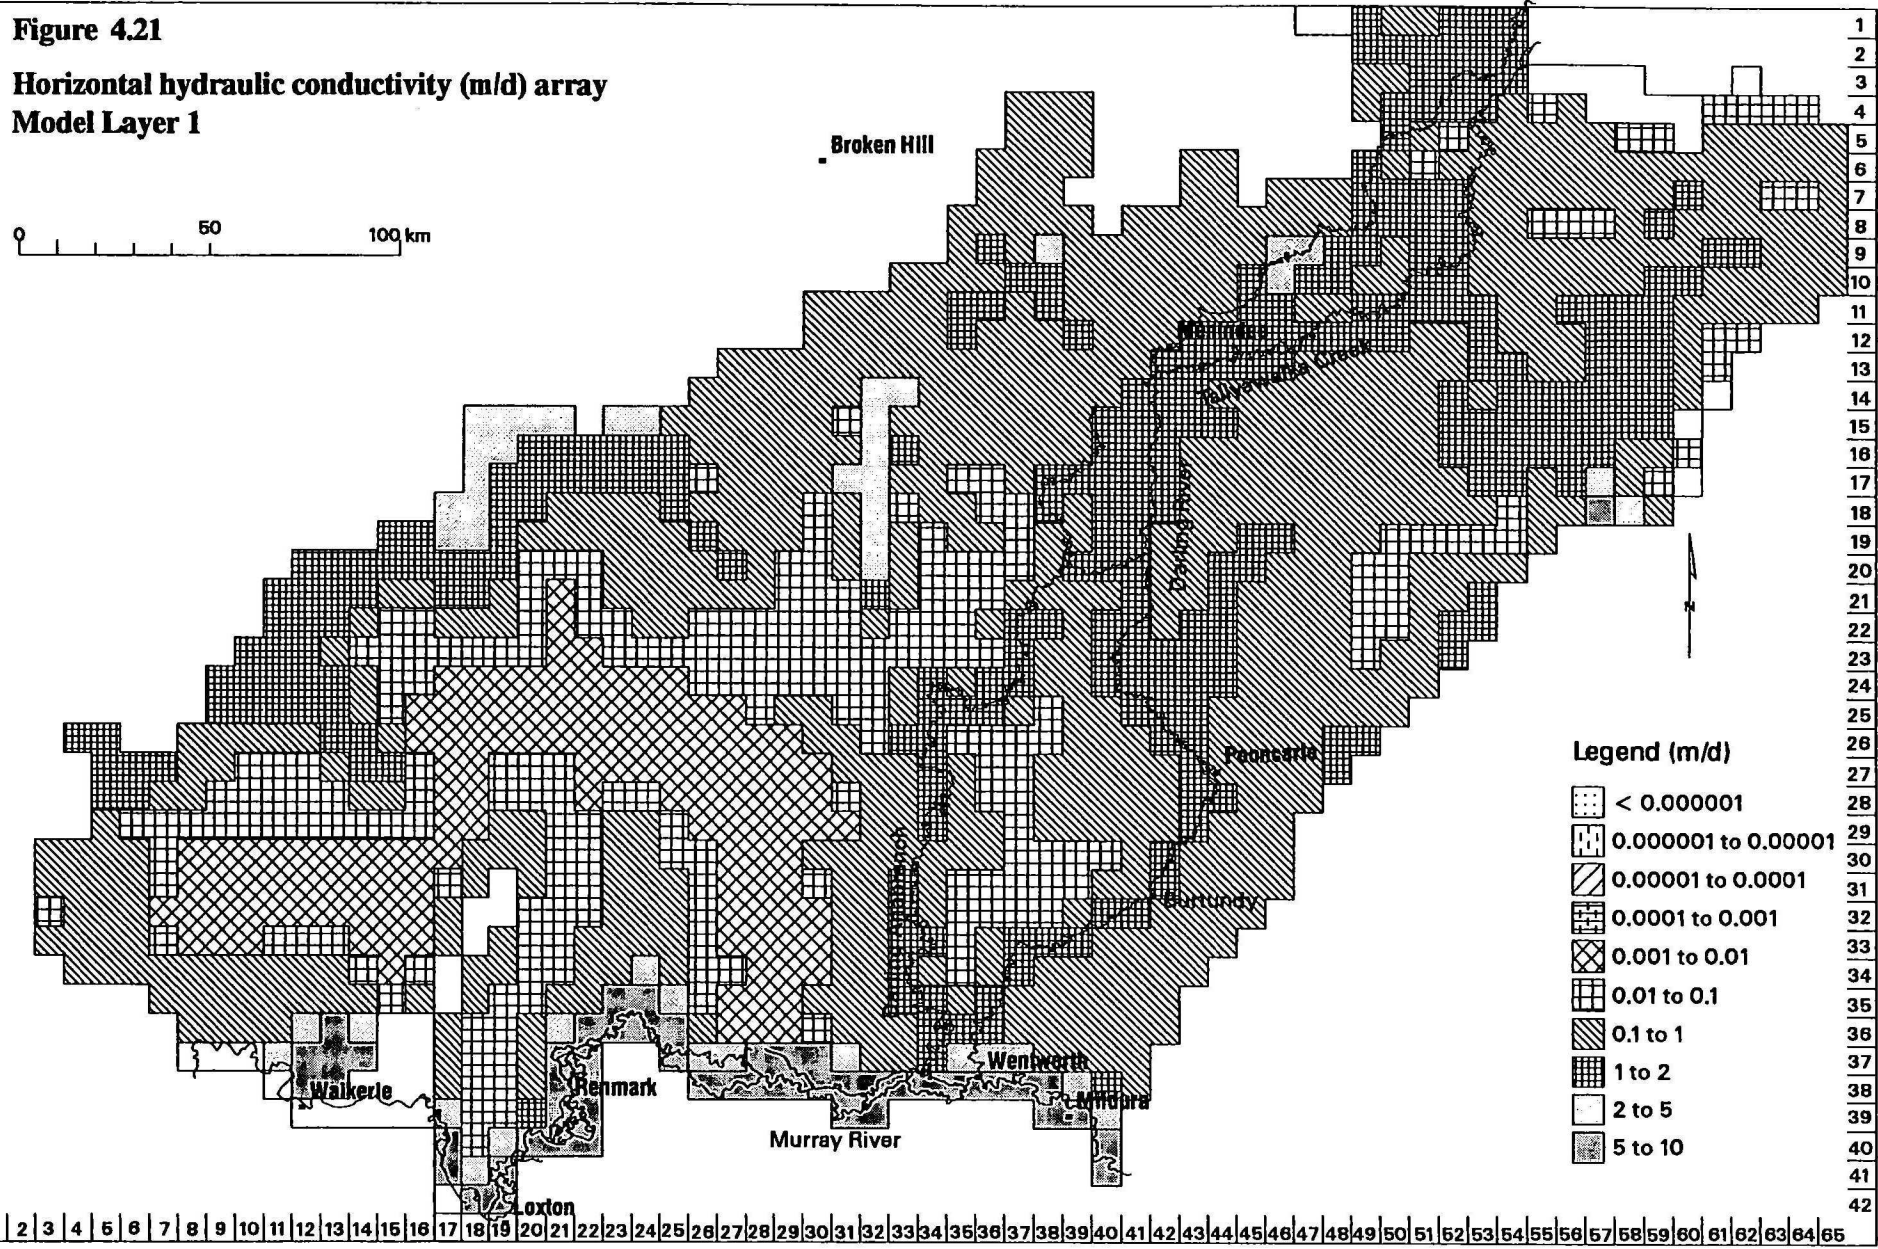 Figure 4.21
Horizontal hydraulic conductivity (m/d) array
Model Layer 1
Broken Hill
0 50 100 km
Menindee
Tallyawalka Creek
Darling River
N
Pooncarie
Burtundy
Darling Anabranch
Wentworth
Mildura
Murray River
Renmark
Waikerie
Loxton
Legend (m/d)
< 0.000001
0.000001 to 0.00001
0.00001 to 0.0001
0.0001 to 0.001
0.001 to 0.01
0.01 to 0.1
0.1 to 1
1 to 2
2 to 5
5 to 10
1
2
3
4
5
6
7
8
9
10
11
12
13
14
15
16
17
18
19
20
21
22
23
24
25
26
27
28
29
30
31
32
33
34
35
36
37
38
39
40
41
42
2 3 4 5 6 7 8 9 10 11 12 13 14 15 16 17 18 19 20 21 22 23 24 25 26 27 28 29 30 31 32 33 34 35 36 37 38 39 40 41 42 43 44 45 46 47 48 49 50 51 52 53 54 55 56 57 58 59 60 61 62 63 64 65